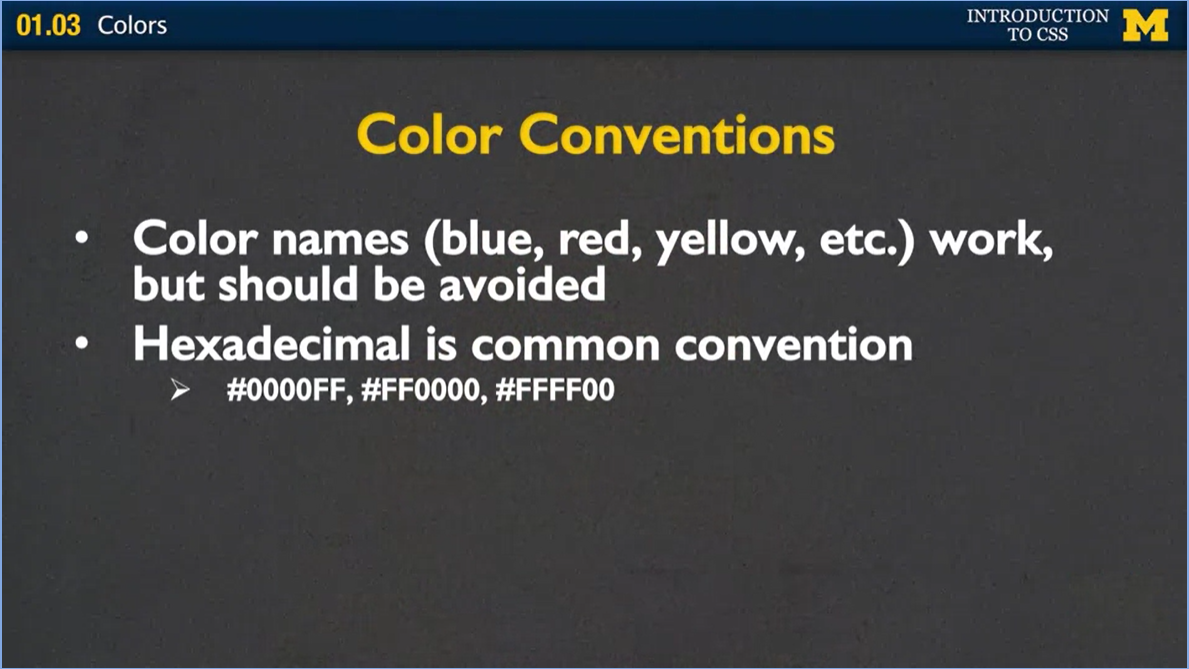 01.03 Colors
INTRODUCTION
TO CSS
M
Color Conventions
• Color names (blue, red, yellow, etc.) work,
but should be avoided
• Hexadecimal is common convention
➢ #0000FF, #FF0000, #FFFF00